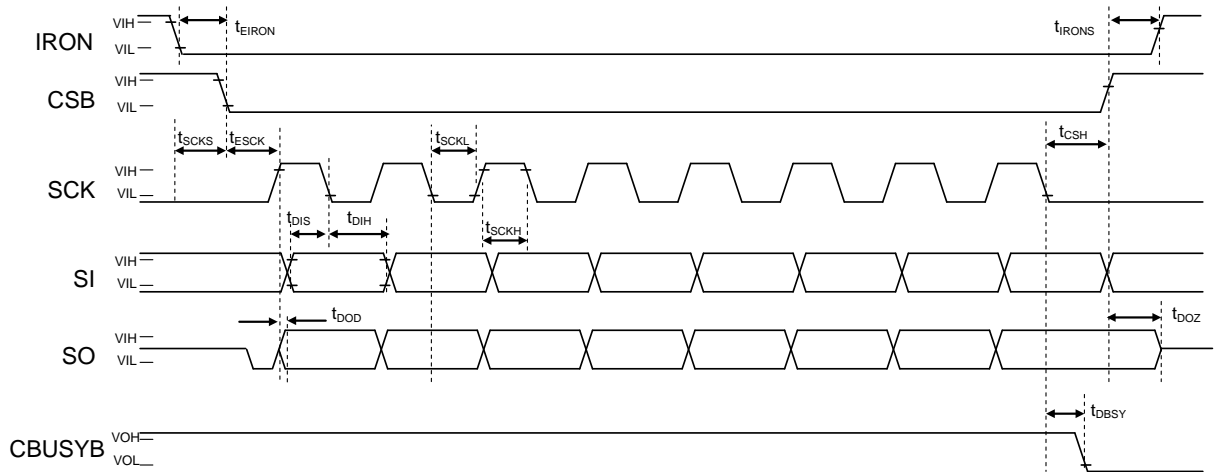 VIH
IRON
VIL
tEIRON
tIRONS
VIH
CSB
VIL
tSCKS
tESCK
tSCKL
tCSH
VIH
SCK
VIL
tDIS
tDIH
tSCKH
VIH
SI
VIL
tDOD
tDOZ
VIH
SO
VIL
tDBSY
VOH
CBUSYB
VOL